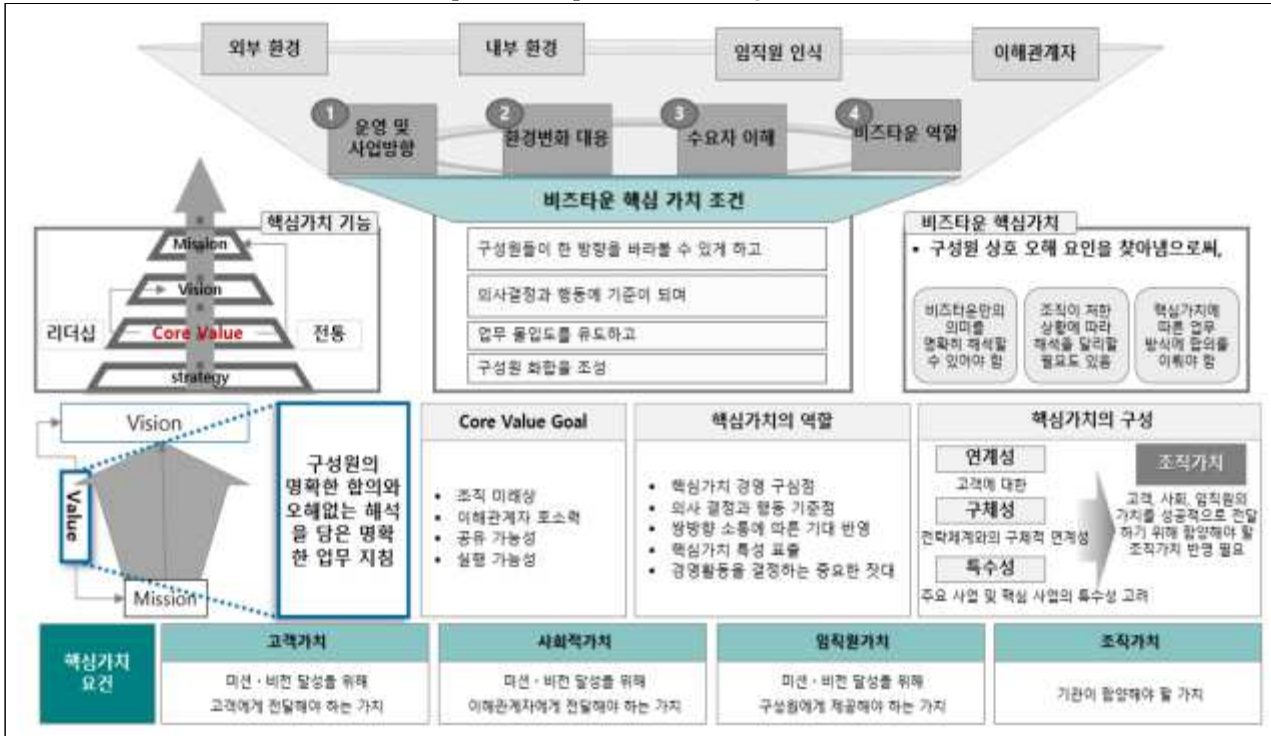 외부 환경
내부 환경
임직원 인식
이해관계자
1
운영 및
사업방향
2
환경변화 대응
3
수요자 이해
4
비즈타운 역할
비즈타운 핵심 가치 조건
구성원들이 한 방향을 바라볼 수 있게 하고
의사결정과 행동에 기준이 되며
업무 몰입도를 유도하고
구성원 화합을 조성
핵심가치 기능
Mission
Vision
리더십
Core Value
전통
strategy
비즈타운 핵심가치
• 구성원 상호 오해 요인을 찾아냄으로써,
비즈타운만의
의미를
명확히 해석할
수 있어야 함
조직이 처한
상황에 따라
해석을 달리할
필요도 있음
핵심가치에
따른 업무
방식에 합의를
이뤄야 함
Vision
Value
Mission
구성원의
명확한 합의와
오해없는 해석
을 담은 명확
한 업무 지침
Core Value Goal
• 조직 미래상
• 이해관계자 호소력
• 공유 가능성
• 실행 가능성
핵심가치의 역할
• 핵심가치 경영 구심점
• 의사 결정과 행동 기준점
• 쌍방향 소통에 따른 기대 반영
• 핵심가치 특성 표출
• 경영활동을 결정하는 중요한 잣대
핵심가치의 구성
연계성
고객에 대한
구체성
전략체계와의 구체적 연계성
특수성
주요 사업 및 핵심 사업의 특수성 고려
조직가치
고객, 사회, 임직원의
가치를 성공적으로 전달
하기 위해 함양해야 할
조직가치 반영 필요
핵심가치
요건
고객가치
미션 · 비전 달성을 위해
고객에게 전달해야 하는 가치
사회적가치
미션 · 비전 달성을 위해
이해관계자에게 전달해야 하는 가치
임직원가치
미션 · 비전 달성을 위해
구성원에게 제공해야 하는 가치
조직가치
기관이 함양해야 할 가치